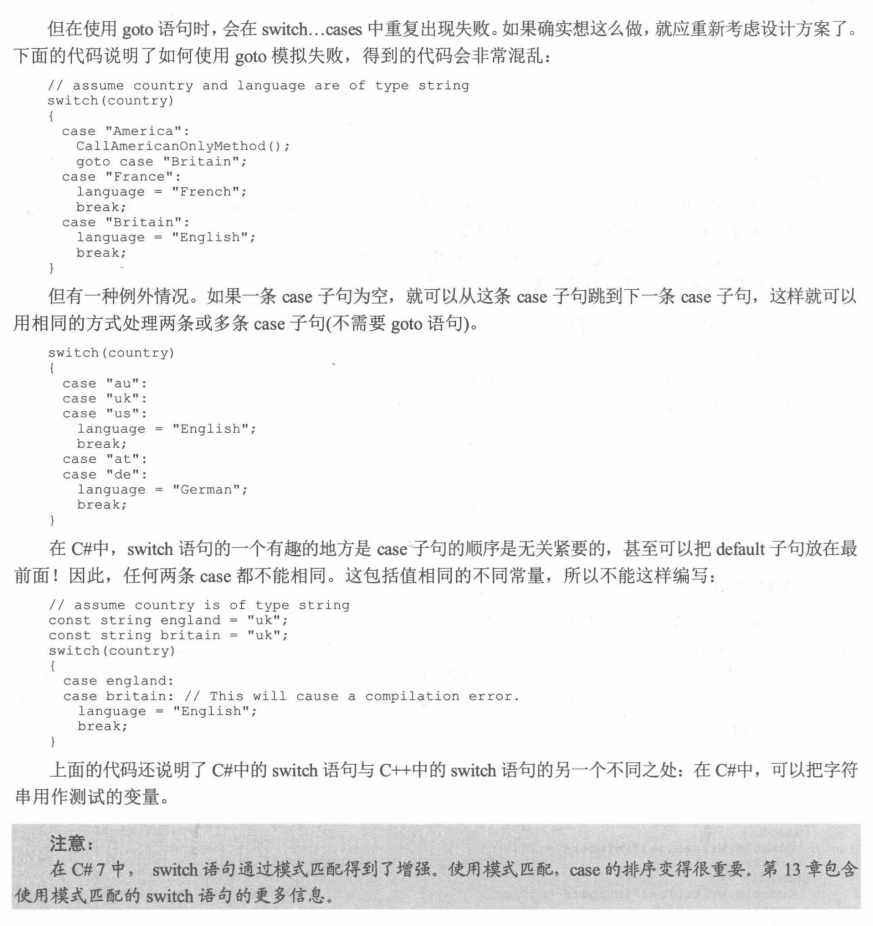 但在使用 goto 语句时，会在 switch…cases 中重复出现失败。如果确实想这么做，就应重新考虑设计方案了。
下面的代码说明了如何使用 goto 模拟失败，得到的代码会非常混乱：
// assume country and language are of type string
switch(country)
{
case "America":
CallAmericanOnlyMethod();
goto case "Britain";
case "France":
language = "French";
break;
case "Britain":
language = "English";
break;
}
但有一种例外情况。如果一条 case 子句为空，就可以从这条 case 子句跳到下一条 case 子句，这样就可以
用相同的方式处理两条或多条 case 子句(不需要 goto 语句)。
switch(country)
{
case "au":
case "uk":
case "us":
language = "English";
break;
case "at":
case "de":
language = "German";
break;
}
在 C#中，switch 语句的一个有趣的地方是 case 子句的顺序是无关紧要的，甚至可以把 default 子句放在最
前面！因此，任何两条 case 都不能相同。这包括值相同的不同常量，所以不能这样编写：
// assume country is of type string
const string england = "uk";
const string britain = "uk";
switch(country)
{
case england:
case britain: // This will cause a compilation error.
language = "English";
break;
}
上面的代码还说明了 C#中的 switch 语句与 C++中的 switch 语句的另一个不同之处：在 C#中，可以把字符
串用作测试的变量。
注意：
在 C# 7 中， switch 语句通过模式匹配得到了增强。使用模式匹配，case 的排序变得很重要。第 13 章包含
使用模式匹配的 switch 语句的更多信息。